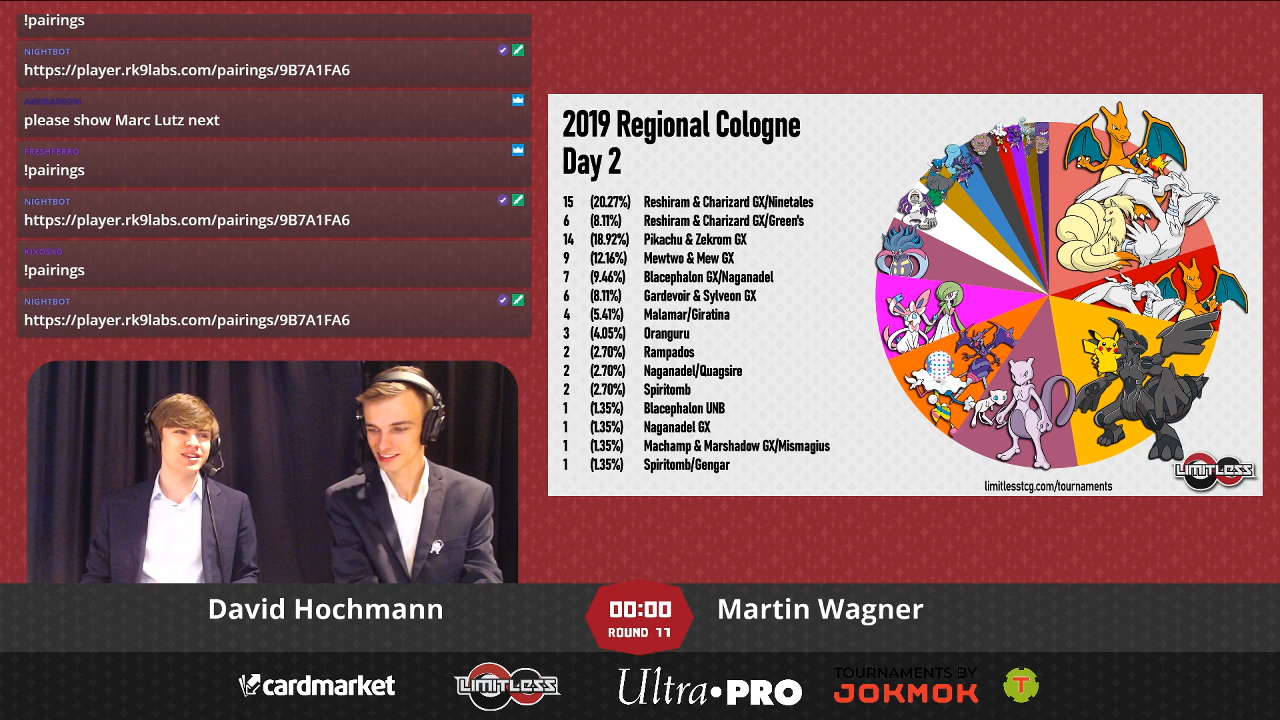 !pairings
NIGHTBOT
https://player.rk9labs.com/pairings/9B7A1FA6
please show Marc Lutz next
FRESHFERRO
!pairings
NIGHTBOT
https://player.rk9labs.com/pairings/9B7A1FA6
KIXOSXD
!pairings
NIGHTBOT
https://player.rk9labs.com/pairings/9B7A1FA6
2019 Regional Cologne
Day 2
15 (20.27%) Reshiram & Charizard GX/Ninetales
6 (8.11%) Reshiram & Charizard GX/Green's
14 (18.92%) Pikachu & Zekrom GX
9 (12.16%) Mewtwo & Mew GX
7 (9.46%) Blacephalon GX/Naganadel
6 (8.11%) Gardevoir & Sylveon GX
4 (5.41%) Malamar/Giratina
3 (4.05%) Oranguru
2 (2.70%) Rampados
2 (2.70%) Naganadel/Quagsire
2 (2.70%) Spiritomb
1 (1.35%) Blacephalon UNB
1 (1.35%) Naganadel GX
1 (1.35%) Machamp & Marshadow GX/Mismagius
1 (1.35%) Spiritomb/Gengar
LIMITLESS
limitlesstcg.com/tournaments
David Hochmann
00:00
ROUND 11
Martin Wagner
cardmarket
LIMITLESS
Ultra•PRO
TOURNAMENTS BY
JOKMOK
T